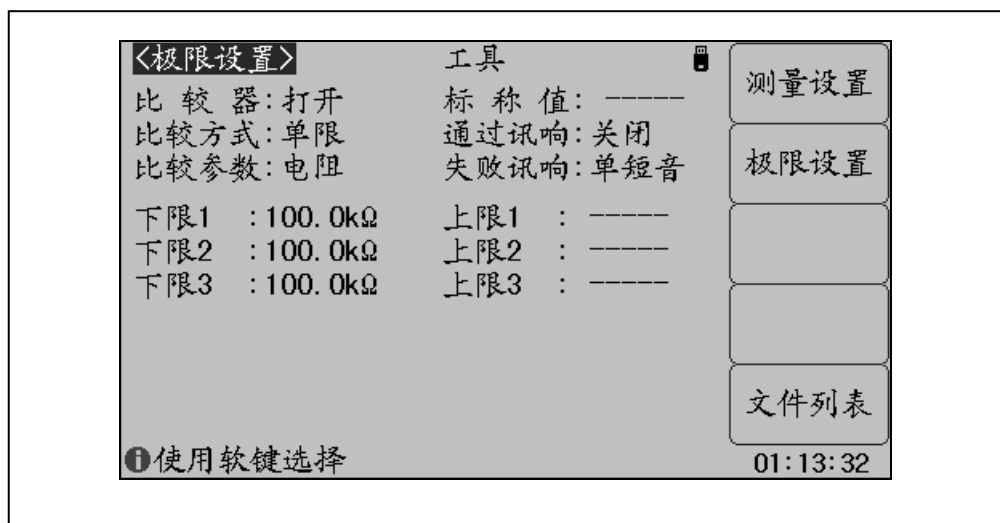 <极限设置> 工具
比 较 器:打开 标 称 值: -----
比较方式:单限 通过讯响:关闭
比较参数:电阻 失败讯响:单短音
下限1 :100.0kΩ 上限1 : -----
下限2 :100.0kΩ 上限2 : -----
下限3 :100.0kΩ 上限3 : -----
使用软键选择
测量设置
极限设置
文件列表
01:13:32